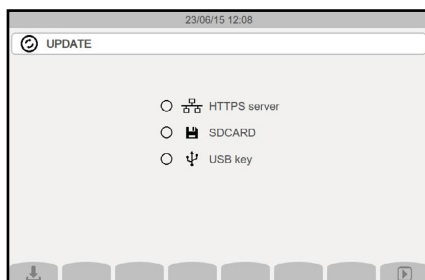 23/06/15 12:08
UPDATE
HTTPS server
SDCARD
USB key